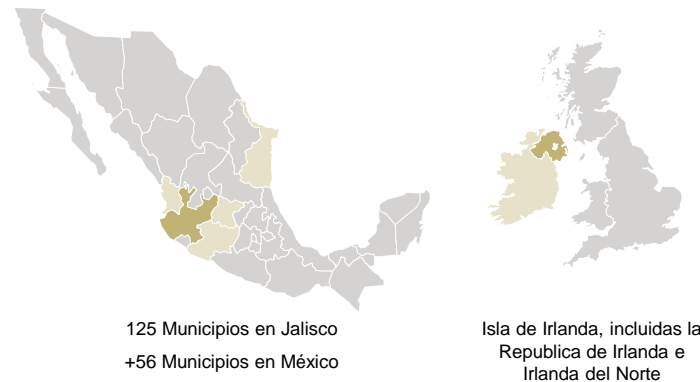 125 Municipios en Jalisco
+56 Municipios en México
Isla de Irlanda, incluidas la
Republica de Irlanda e
Irlanda del Norte